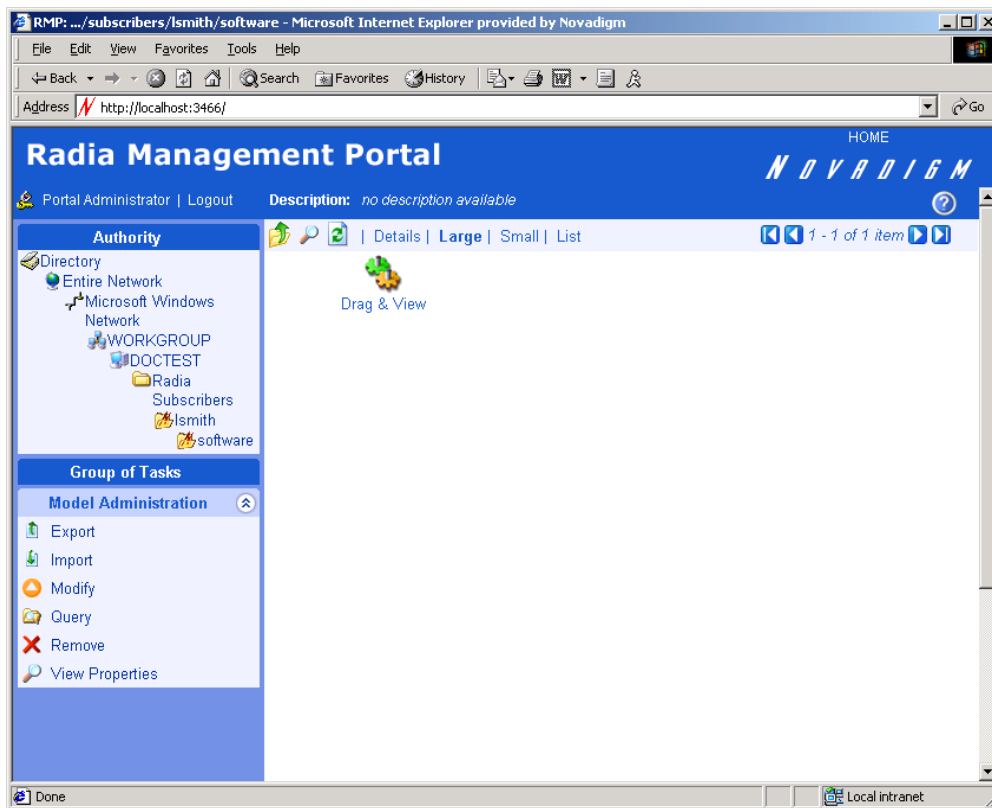 RMP: .../subscribers/lsmith/software - Microsoft Internet Explorer provided by Novadigm
File Edit View Favorites Tools Help
Back Search Favorites History
Address http://localhost:3466/ Go
HOME
Radia Management Portal
NOVADIGM
Portal Administrator | Logout Description: no description available
Authority
| Details | Large | Small | List 1 - 1 of 1 item
Directory
Entire Network
Microsoft Windows
Network
WORKGROUP
DOCTEST
Radia
Subscribers
lsmith
software
Drag & View
Group of Tasks
Model Administration
Export
Import
Modify
Query
Remove
View Properties
Done Local intranet